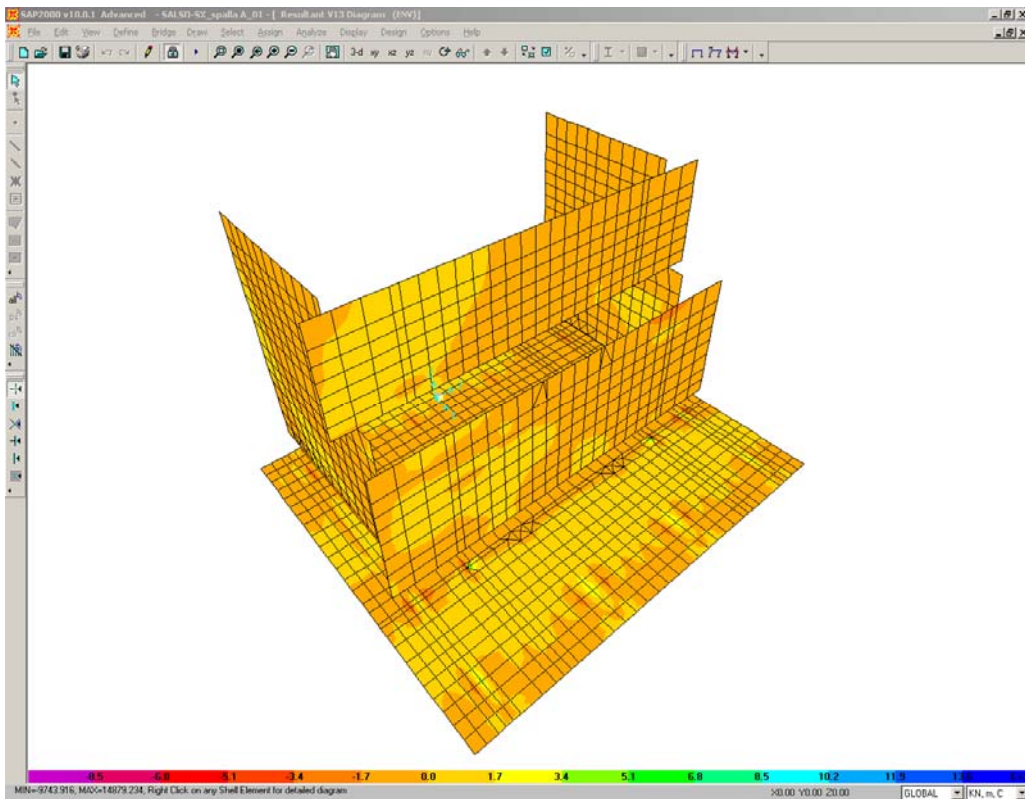 SAP2000 v10.0.1 Advanced - SALSO-SX_spalla A_01 - [ Resultant V13 Diagram (ENV)]
File Edit View Define Bridge Draw Select Assign Analyze Display Design Options Help
3-d xy xz yz nv
-8.5 -6.8 -5.1 -3.4 -1.7 0.0 1.7 3.4 5.1 6.8 8.5 10.2 11.9
MIN=-9743.916, MAX=14879.234, Right Click on any Shell Element for detailed diagram X0.00 Y0.00 Z0.00 GLOBAL KN, m, C